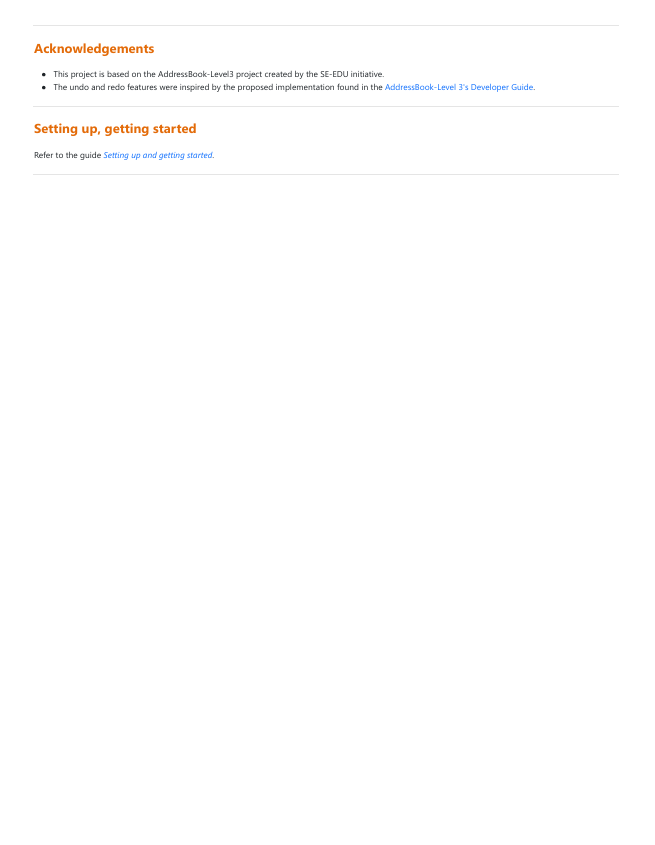 Acknowledgements
This project is based on the AddressBook-Level3 project created by the SE-EDU initiative.
The undo and redo features were inspired by the proposed implementation found in the AddressBook-Level 3's Developer Guide.
Setting up, getting started
Refer to the guide Setting up and getting started.